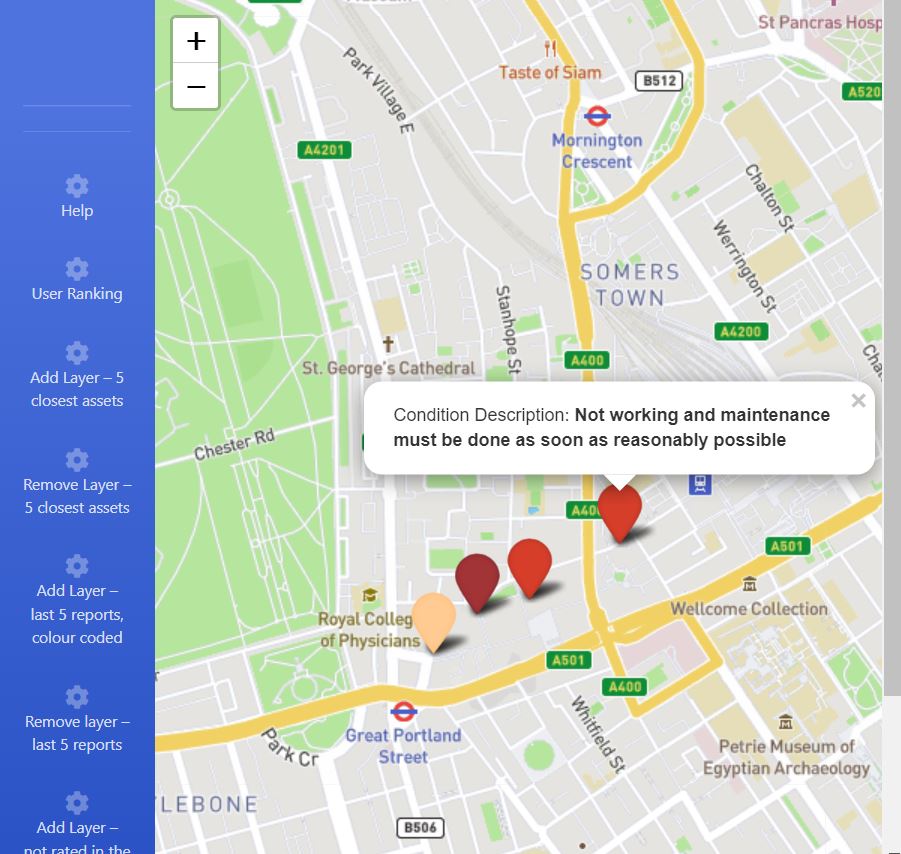 +
−
Help
User Ranking
Add Layer – 5
closest assets
Remove Layer –
5 closest assets
Add Layer –
last 5 reports,
colour coded
Remove layer –
last 5 reports
Add Layer –
not rated in the
St Pancras Hosp
Park Village E
Taste of Siam
B512
A520
Mornington
Crescent
A4201
Chalton St
Werrington St
SOMERS
TOWN
Stanhope St
A4200
St. George's Cathedral
A400
Cha
Condition Description: Not working and maintenance
must be done as soon as reasonably possible
×
Chester Rd
A400
A501
Royal Colleg
of Physicians
Wellcome Collection
A501
A400
Whitfield St
Great Portland
Street
Park Cr
Petrie Museum of
Egyptian Archaeology
LEBONE
B506